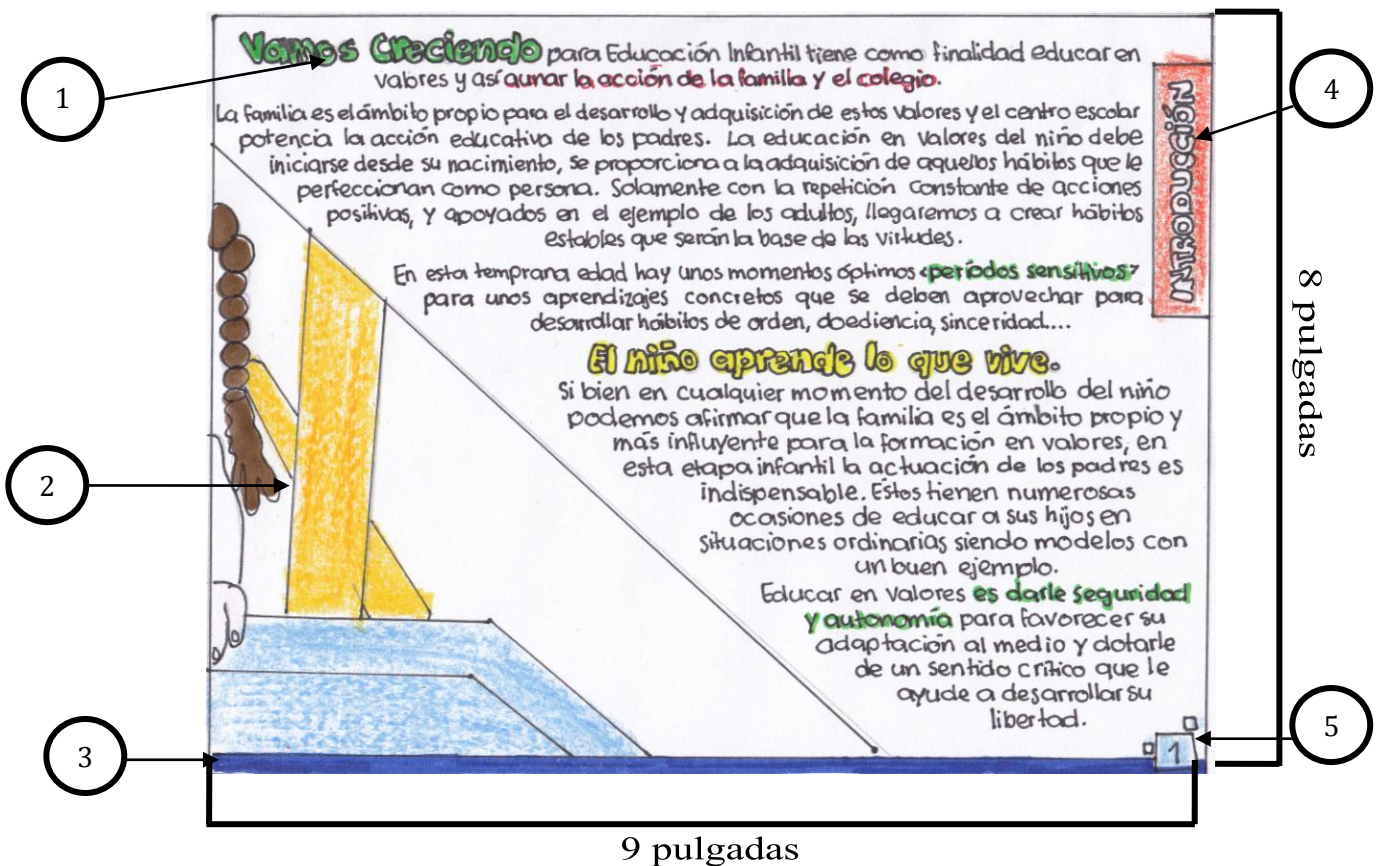 Vamos Creciendo para Educación Infantil tiene como finalidad educar en
valores y así aunar la acción de la familia y el colegio.
La familia es el ámbito propio para el desarrollo y adquisición de estos valores y el centro escolar
potencia la acción educativa de los padres. La educación en valores del niño debe
iniciarse desde su nacimiento, se proporciona a la adquisición de aquellos hábitos que le
perfeccionan como persona. Solamente con la repetición constante de acciones
positivas, y apoyados en el ejemplo de los adultos, llegaremos a crear hábitos
estables que serán la base de las virtudes.
En esta temprana edad hay unos momentos óptimos «períodos sensitivos»
para unos aprendizajes concretos que se deben aprovechar para
desarrollar hábitos de orden, obediencia, sinceridad....
El niño aprende lo que vive.
Si bien en cualquier momento del desarrollo del niño
podemos afirmar que la familia es el ámbito propio y
más influyente para la formación en valores, en
esta etapa infantil la actuación de los padres es
indispensable. Éstos tienen numerosas
ocasiones de educar a sus hijos en
situaciones ordinarias siendo modelos con
un buen ejemplo.
Educar en valores es darle seguridad
y autonomía para favorecer su
adaptación al medio y dotarle
de un sentido crítico que le
ayude a desarrollar su
libertad.
INTRODUCCIÓN
1
1
2
3
4
5
8 pulgadas
9 pulgadas